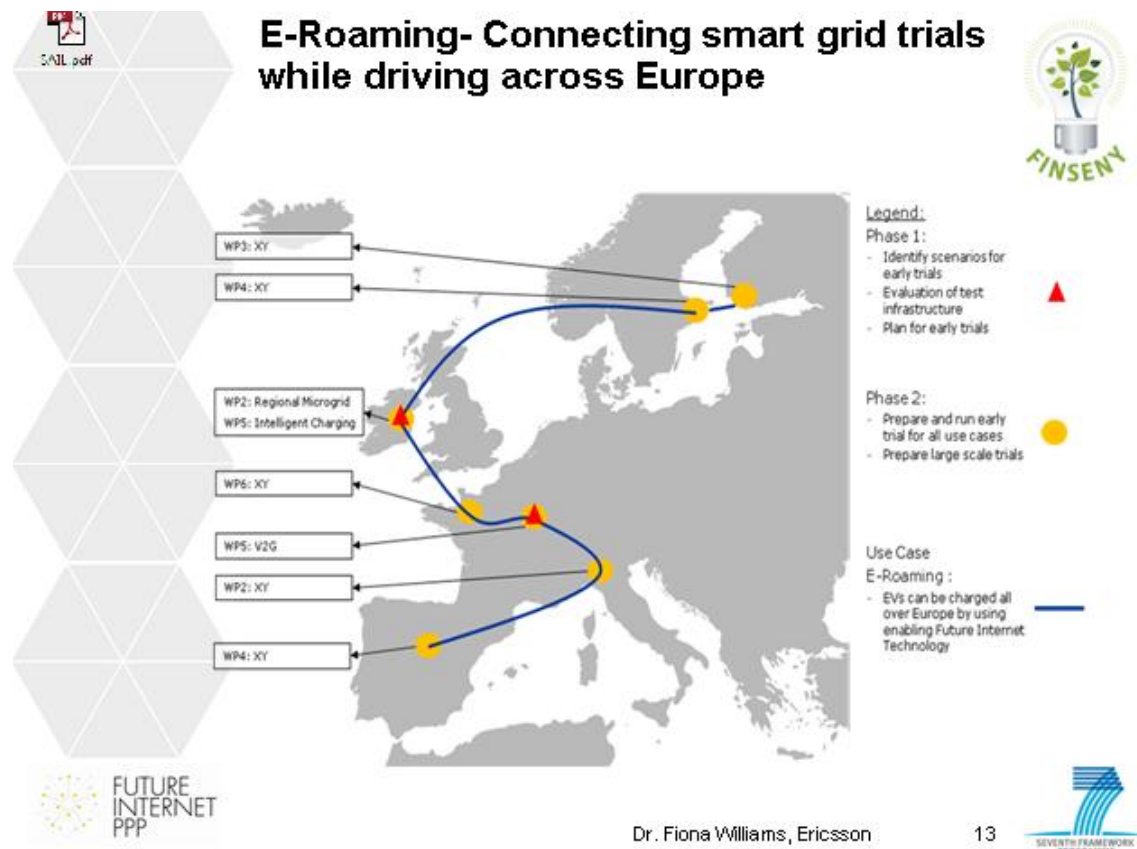 SAIL.pdf
E-Roaming- Connecting smart grid trials
while driving across Europe
FINSENY
WP3: XY
WP4: XY
WP2: Regional Microgrid
WP5: Intelligent Charging
WP6: XY
WP5: V2G
WP2: XY
WP4: XY
Legend:
Phase 1:
- Identify scenarios for
early trials
- Evaluation of test
infrastructure
- Plan for early trials
Phase 2:
- Prepare and run early
trial for all use cases
- Prepare large scale trials
Use Case
E-Roaming :
- EVs can be charged all
over Europe by using
enabling Future Internet
Technology
FUTURE
INTERNET
PPP
Dr. Fiona Williams, Ericsson
13
SEVENTH FRAMEWORK